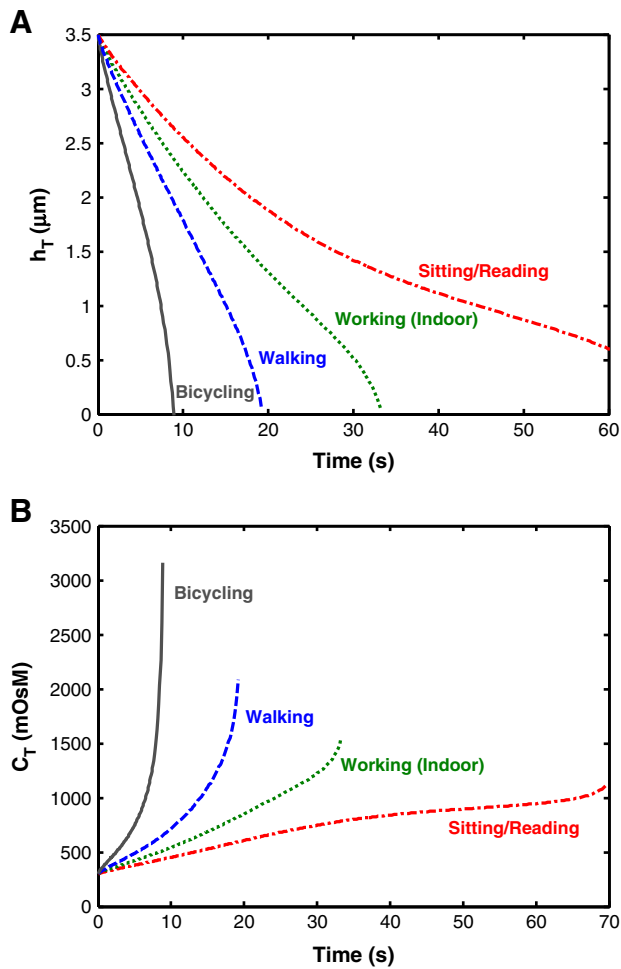 A
3.5
3
2.5
2
1.5
1
0.5
0
h_T (μm)
Sitting/Reading
Working (Indoor)
Walking
Bicycling
0 10 20 30 40 50 60
Time (s)
B
3500
3000
2500
2000
1500
1000
500
0
C_T (mOsM)
Bicycling
Walking
Working (Indoor)
Sitting/Reading
0 10 20 30 40 50 60 70
Time (s)